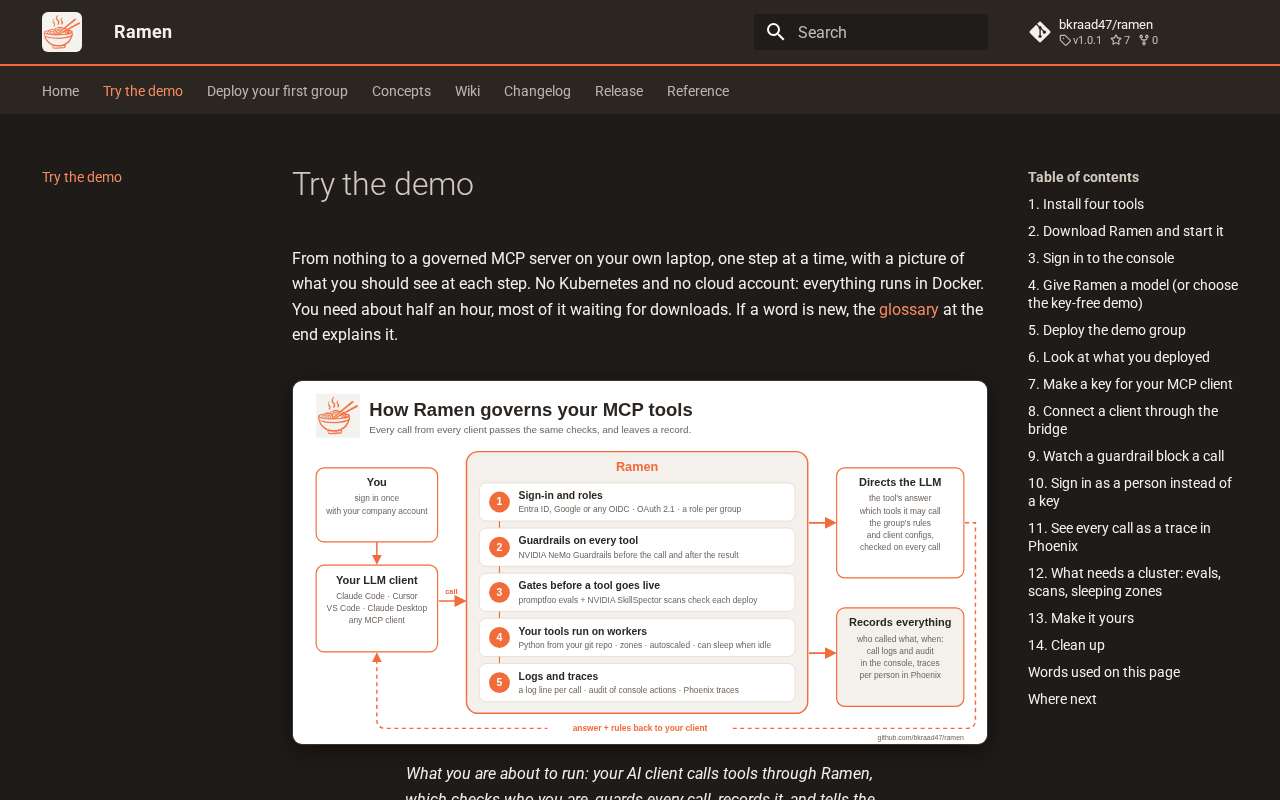 Ramen
Search
bkraad47/ramen
v1.0.1 7 0
Home Try the demo Deploy your first group Concepts Wiki Changelog Release Reference
Try the demo
Try the demo
From nothing to a governed MCP server on your own laptop, one step at a time, with a picture of
what you should see at each step. No Kubernetes and no cloud account: everything runs in Docker.
You need about half an hour, most of it waiting for downloads. If a word is new, the glossary at the
end explains it.
How Ramen governs your MCP tools
Every call from every client passes the same checks, and leaves a record.
You
sign in once
with your company account
Your LLM client
Claude Code · Cursor
VS Code · Claude Desktop
any MCP client
call
Ramen
1 Sign-in and roles
Entra ID, Google or any OIDC · OAuth 2.1 · a role per group
2 Guardrails on every tool
NVIDIA NeMo Guardrails before the call and after the result
3 Gates before a tool goes live
promptfoo evals + NVIDIA SkillSpector scans check each deploy
4 Your tools run on workers
Python from your git repo · zones · autoscaled · can sleep when idle
5 Logs and traces
a log line per call · audit of console actions · Phoenix traces
Directs the LLM
the tool's answer
which tools it may call
the group's rules
and client configs,
checked on every call
Records everything
who called what, when:
call logs and audit
in the console, traces
per person in Phoenix
answer + rules back to your client
github.com/bkraad47/ramen
What you are about to run: your AI client calls tools through Ramen,
which checks who you are, guards every call, records it, and tells the
Table of contents
1. Install four tools
2. Download Ramen and start it
3. Sign in to the console
4. Give Ramen a model (or choose
the key-free demo)
5. Deploy the demo group
6. Look at what you deployed
7. Make a key for your MCP client
8. Connect a client through the
bridge
9. Watch a guardrail block a call
10. Sign in as a person instead of
a key
11. See every call as a trace in
Phoenix
12. What needs a cluster: evals,
scans, sleeping zones
13. Make it yours
14. Clean up
Words used on this page
Where next